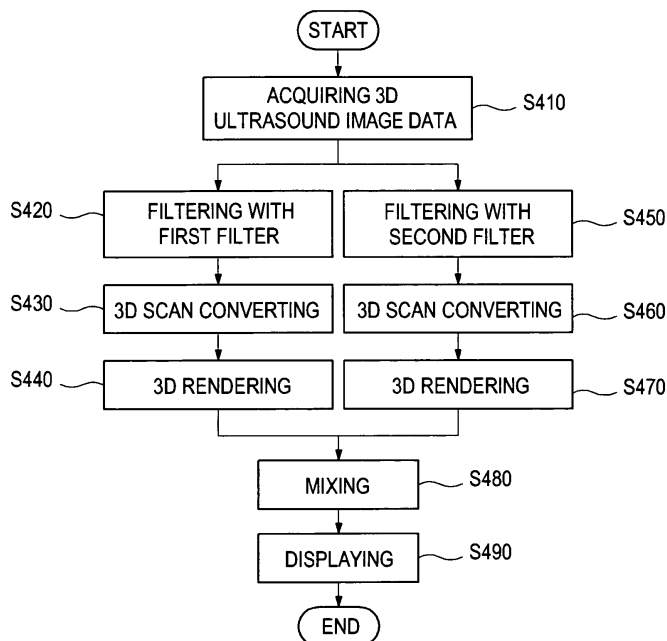 START
ACQUIRING 3D
ULTRASOUND IMAGE DATA
S410
S420
FILTERING WITH
FIRST FILTER
FILTERING WITH
SECOND FILTER
S450
S430
3D SCAN CONVERTING
3D SCAN CONVERTING
S460
S440
3D RENDERING
3D RENDERING
S470
MIXING
S480
DISPLAYING
S490
END